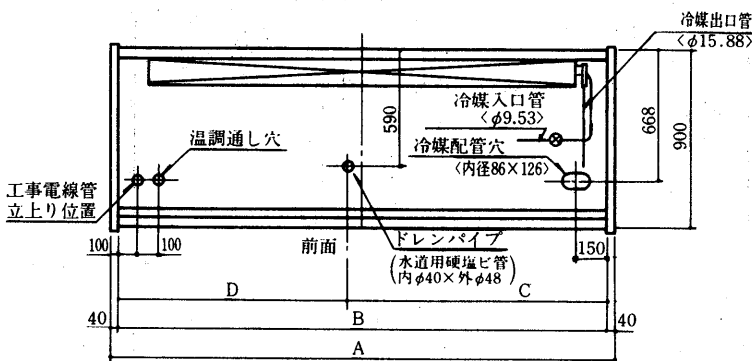 冷媒出口管
<φ15.88>
冷媒入口管
<φ9.53>
590
668
900
温調通し穴
冷媒配管穴
<内径86×126>
工事電線管
立上り位置
100
100
前面
ドレンパイプ
(水道用硬塩ビ管
内φ40×外φ48)
150
D
C
40
B
40
A